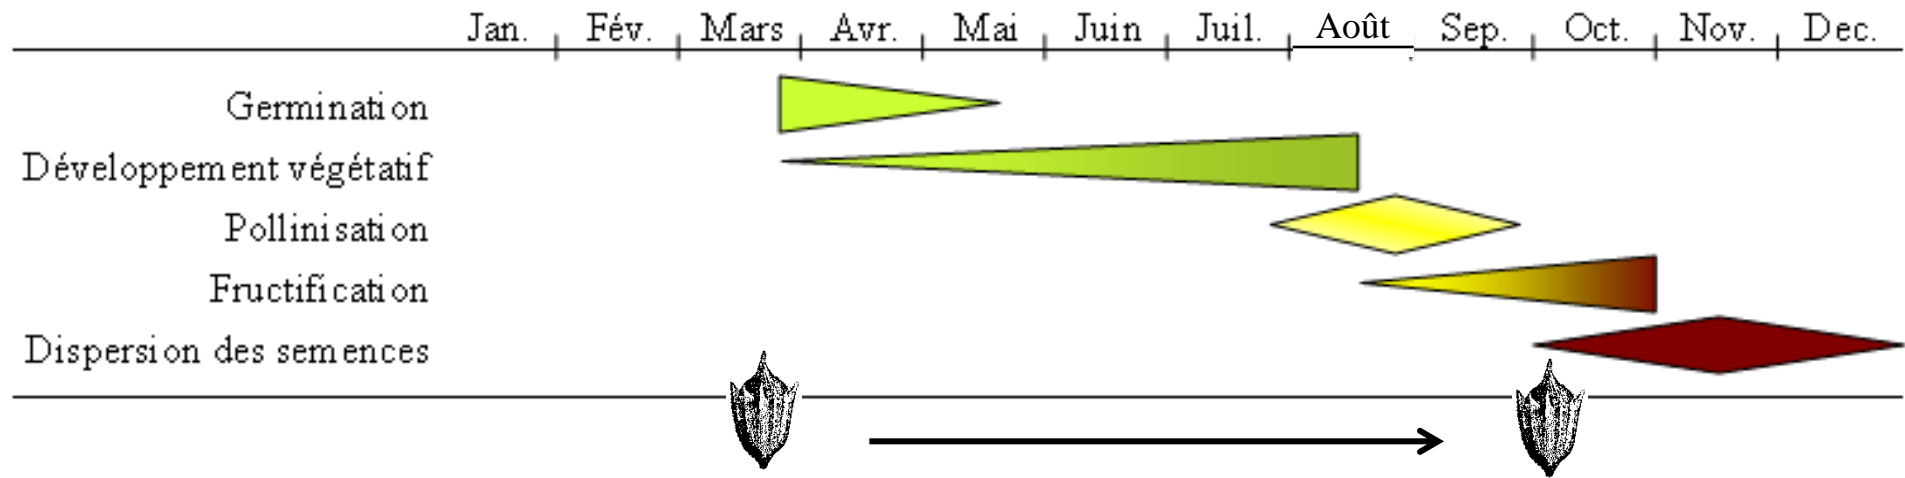 Jan. Fév. Mars Avr. Mai Juin Juil. Août Sep. Oct. Nov. Dec.
Germination
Développement végétatif
Pollinisation
Fructification
Dispersion des semences